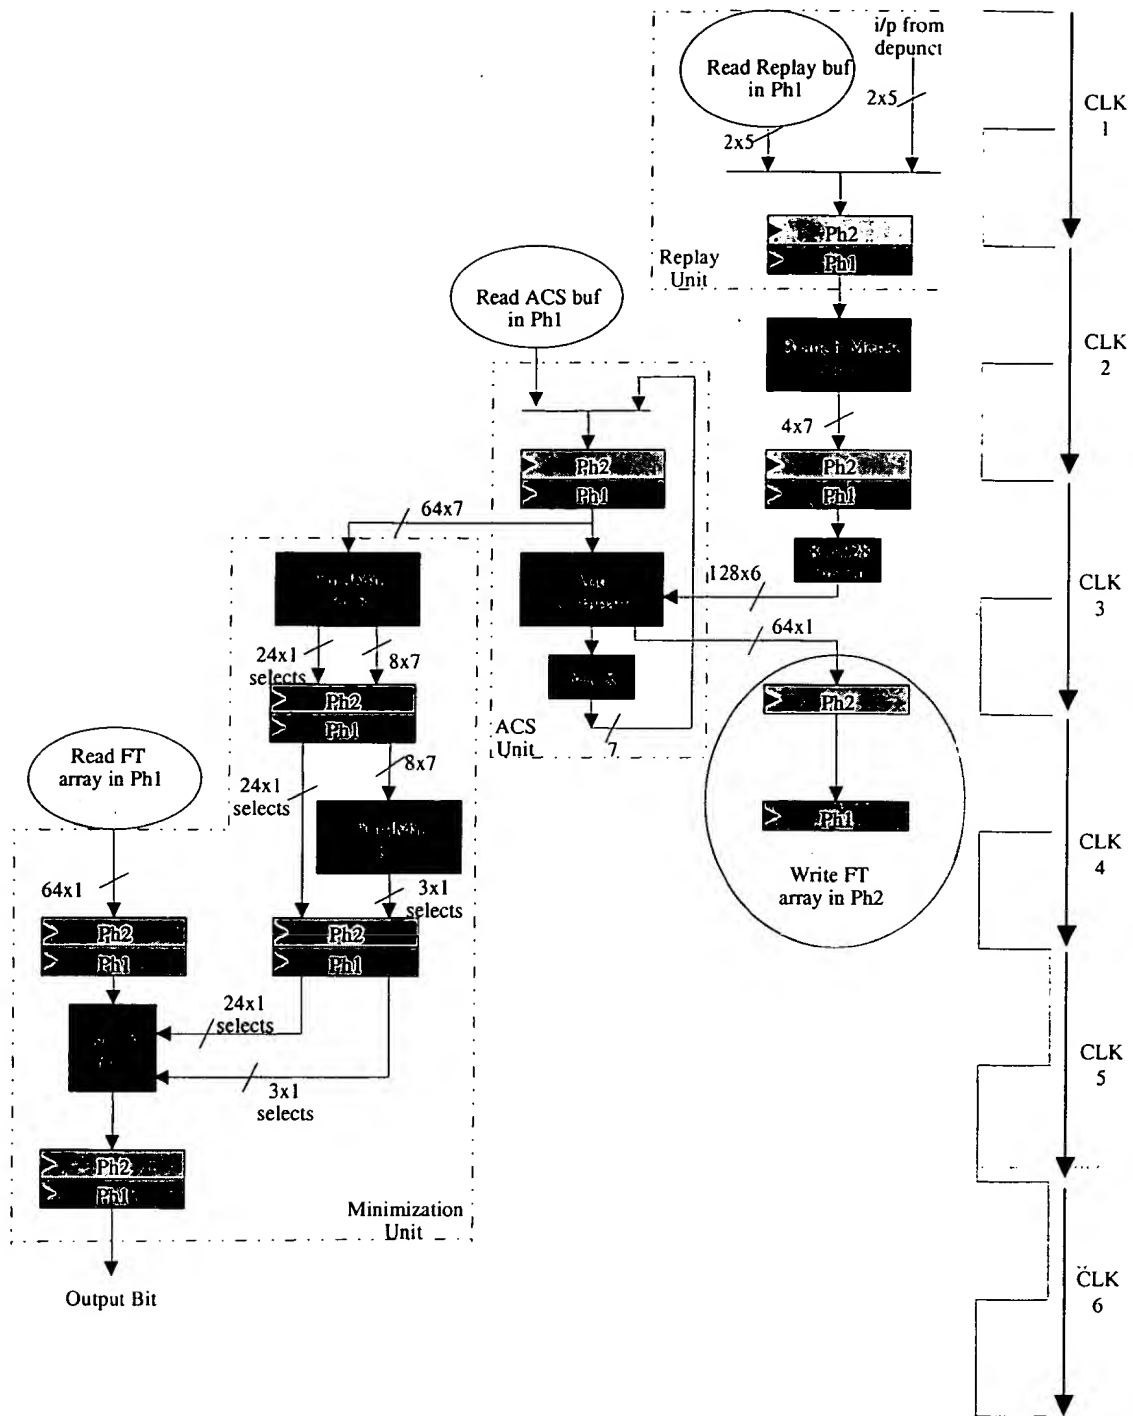 i/p from
depunct
Read Replay buf
in Ph1
2x5
2x5
CLK
1
Ph2
Ph1
Replay
Unit
Read ACS buf
in Ph1
CLK
2
4x7
Ph2
Ph1
Ph2
Ph1
64x7
128x6
CLK
3
64x1
24x1
selects
8x7
Ph2
Ph1
Ph2
ACS
Unit
7
Read FT
array in Ph1
8x7
24x1
selects
Ph1
CLK
4
Write FT
array in Ph2
64x1
3x1
selects
Ph2
Ph1
Ph2
Ph1
24x1
selects
3x1
selects
CLK
5
Ph2
Ph1
Minimization
Unit
Output Bit
CLK
6